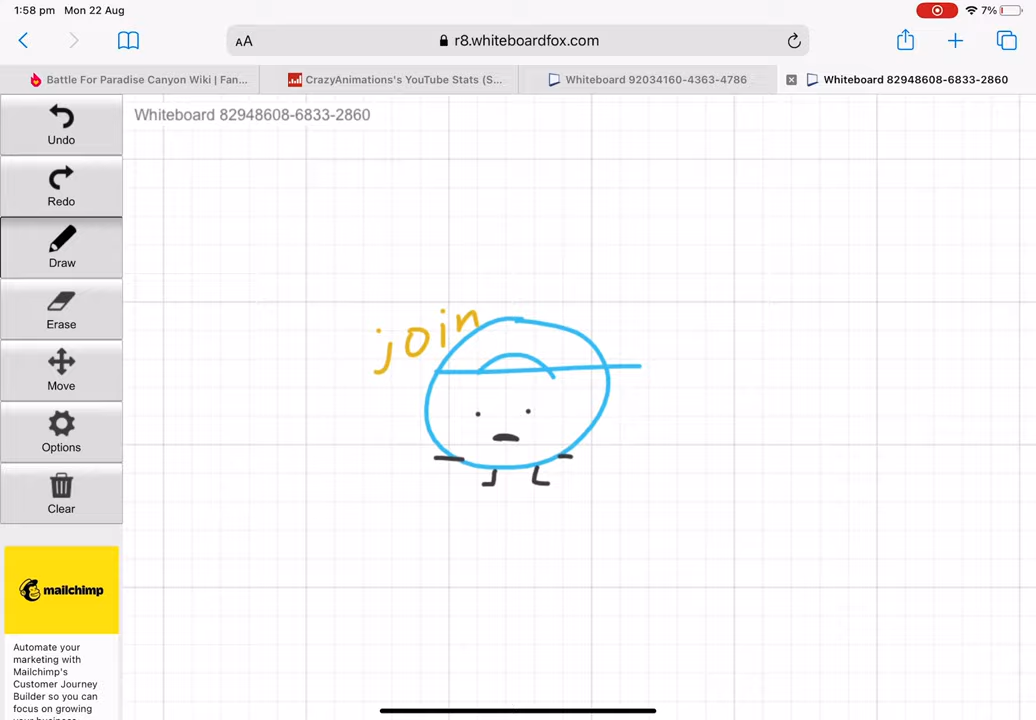 1:58 pm Mon 22 Aug
7%
AA
r8.whiteboardfox.com
Battle For Paradise Canyon Wiki | Fan...
CrazyAnimations's YouTube Stats (S...
Whiteboard 92034160-4363-4786
Whiteboard 82948608-6833-2860
Whiteboard 82948608-6833-2860
Undo
Redo
Draw
Erase
Move
Options
Clear
join
mailchimp
Automate your
marketing with
Mailchimp's
Customer Journey
Builder so you can
focus on growing
your business